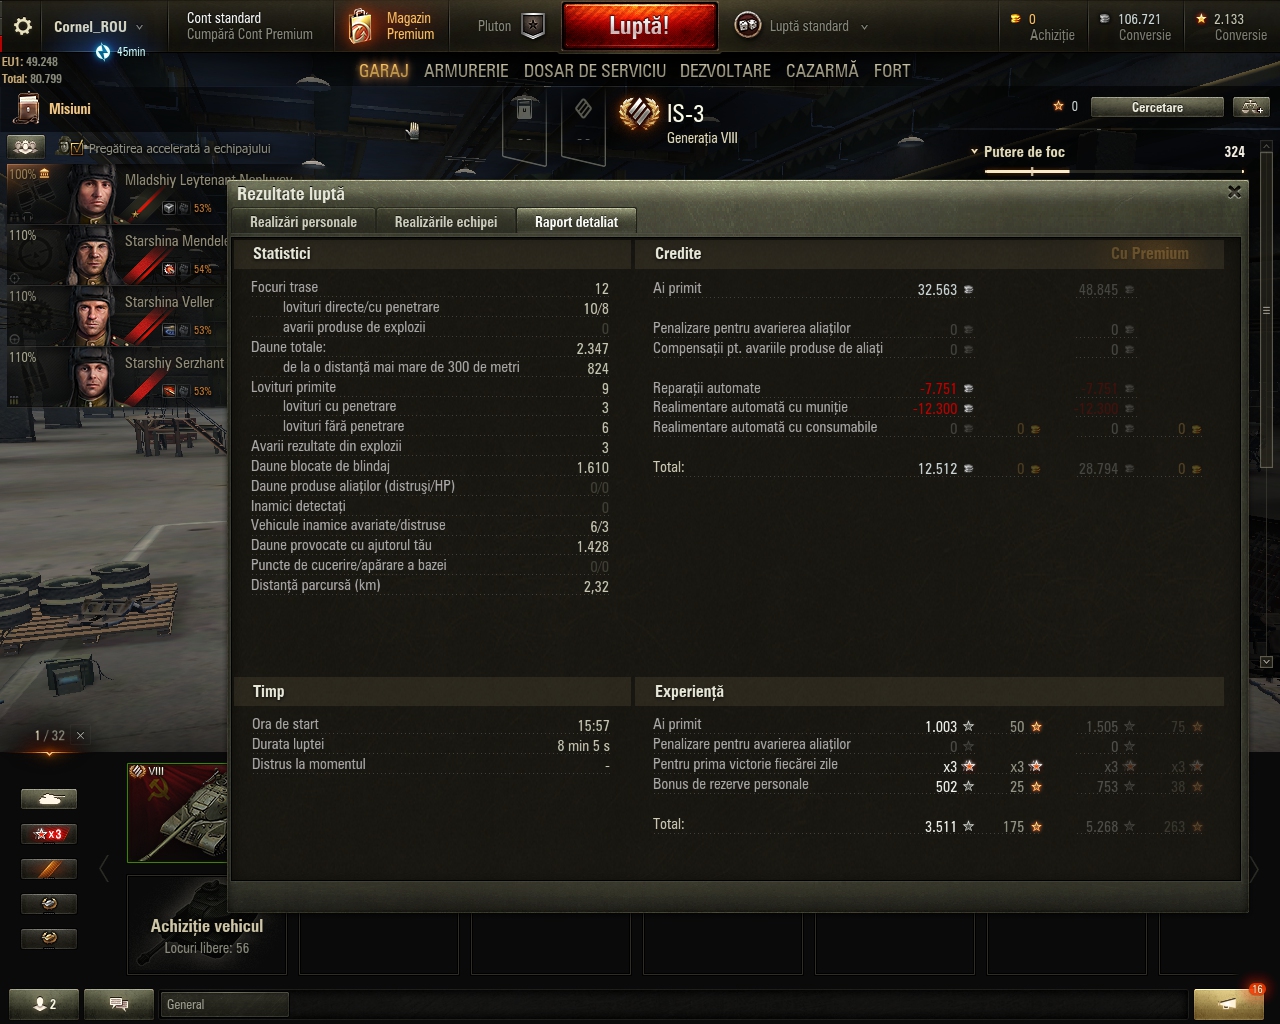 Cornel_ROU
45min
Cont standard
Cumpără Cont Premium
Magazin
Premium
Pluton
Luptă!
Luptă standard
0
Achiziție
106.721
Conversie
2.133
Conversie
EU1: 49.248
Total: 80.799
GARAJ ARMURERIE DOSAR DE SERVICIU DEZVOLTARE CAZARMĂ FORT
Misiuni
IS-3
Generația VIII
0
Cercetare
Pregătirea accelerată a echipajului
Putere de foc 324
100%
Mladshiy Leytenant
53%
110%
Starshina Mendele
54%
110%
Starshina Veller
53%
110%
Starshiy Serzhant
53%
Rezultate luptă
Realizări personale Realizările echipei Raport detaliat
Statistici
Focuri trase 12
lovituri directe/cu penetrare 10/8
avarii produse de explozii 0
Daune totale: 2.347
de la o distanță mai mare de 300 de metri 824
Lovituri primite 9
lovituri cu penetrare 3
lovituri fără penetrare 6
Avarii rezultate din explozii 3
Daune blocate de blindaj 1.610
Daune produse aliaților (distruși/HP) 0/0
Inamici detectați 0
Vehicule inamice avariate/distruse 6/3
Daune provocate cu ajutorul tău 1.428
Puncte de cucerire/apărare a bazei 0/0
Distanță parcursă (km) 2,32
Credite Cu Premium
Ai primit 32.563 48.845
Penalizare pentru avarierea aliaților 0 0
Compensații pt. avariile produse de aliați 0 0
Reparații automate -7.751 -7.751
Realimentare automată cu muniție -12.300 -12.300
Realimentare automată cu consumabile 0 0 0 0
Total: 12.512 0 28.794 0
Timp
Ora de start 15:57
Durata luptei 8 min 5 s
Distrus la momentul -
Experiență
Ai primit 1.003 50 1.505 75
Penalizare pentru avarierea aliaților 0 0
Pentru prima victorie fiecărei zile x3 x3 x3 x3
Bonus de rezerve personale 502 25 753 38
Total: 3.511 175 5.268 263
1 / 32
VIII
x3
Achiziție vehicul
Locuri libere: 56
2
General
16